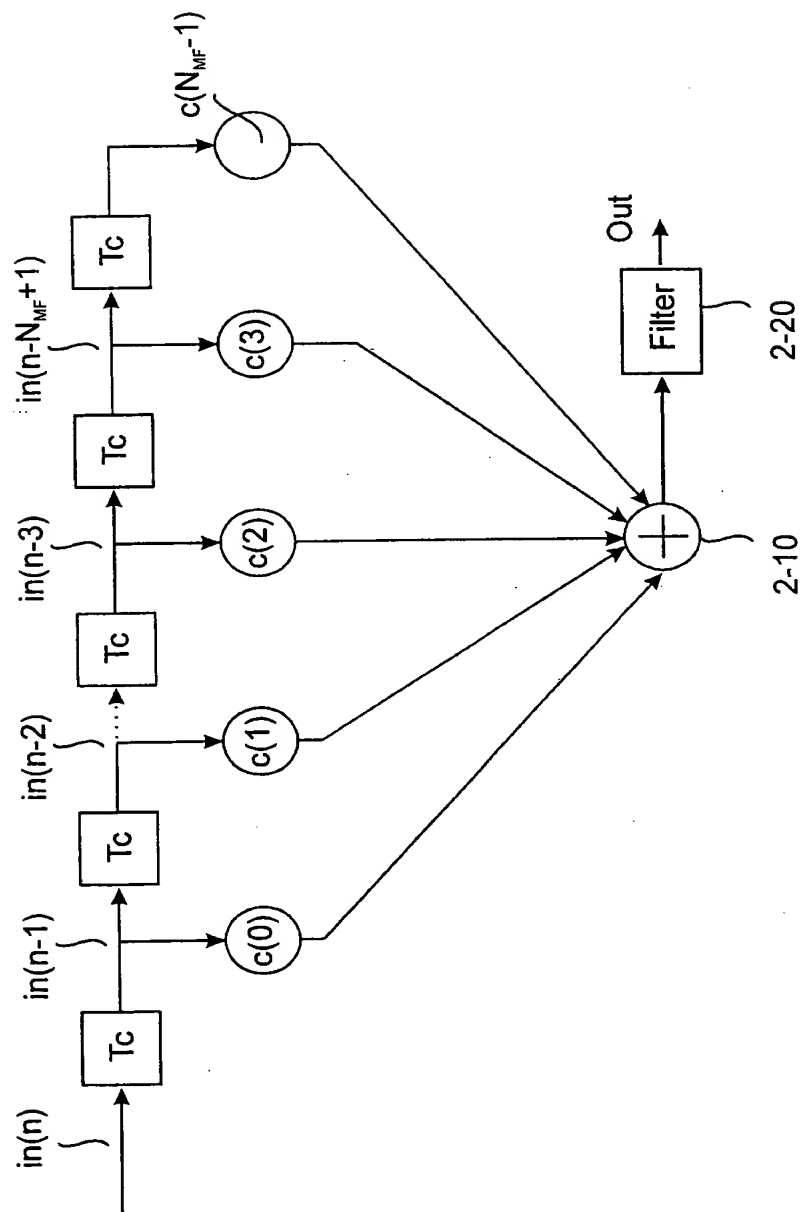 in(n)
in(n-1)
in(n-2)
in(n-3)
in(n-N_MF+1)
Tc
Tc
Tc
Tc
Tc
c(0)
c(1)
c(2)
c(3)
c(N_MF-1)
Filter
Out
2-10
2-20